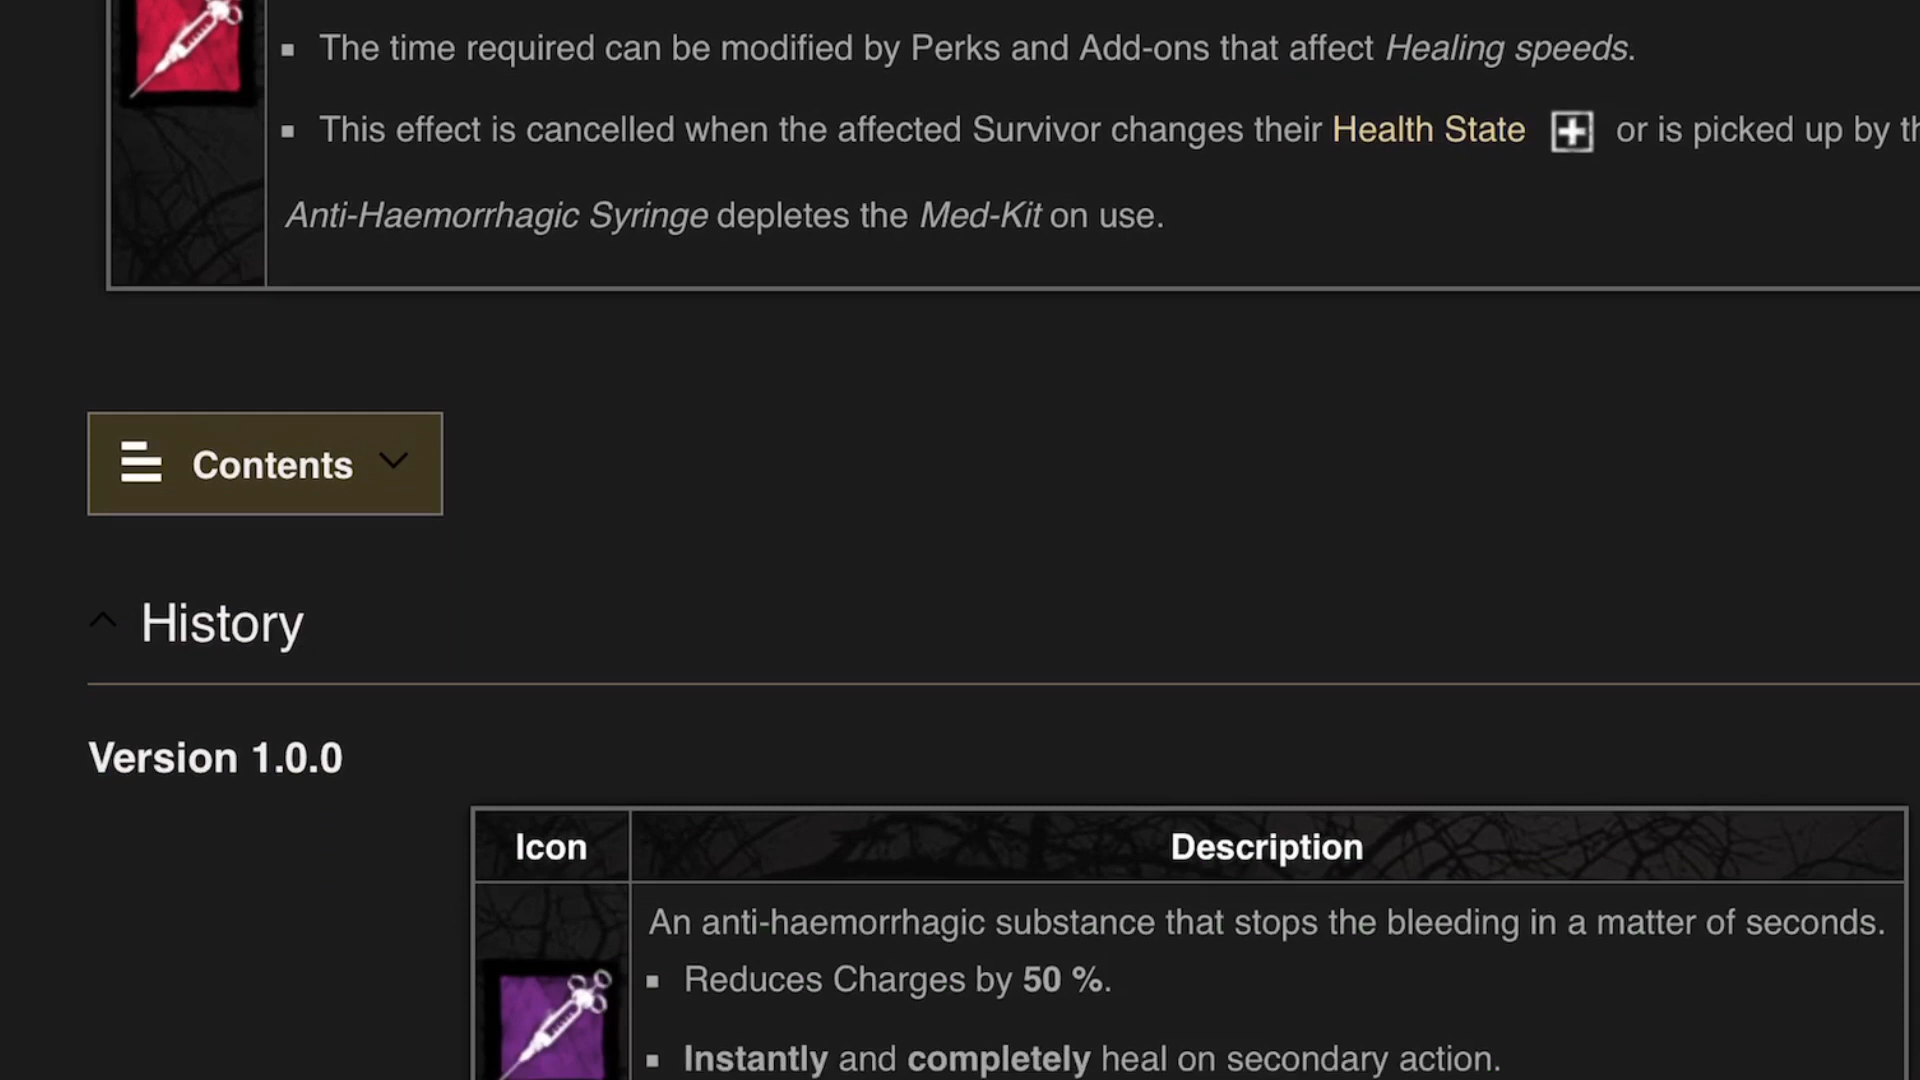 The time required can be modified by Perks and Add-ons that affect Healing speeds.
This effect is cancelled when the affected Survivor changes their Health State or is picked up by
Anti-Haemorrhagic Syringe depletes the Med-Kit on use.
Contents
History
Version 1.0.0
Icon Description
An anti-haemorrhagic substance that stops the bleeding in a matter of seconds.
Reduces Charges by 50 %.
Instantly and completely heal on secondary action.